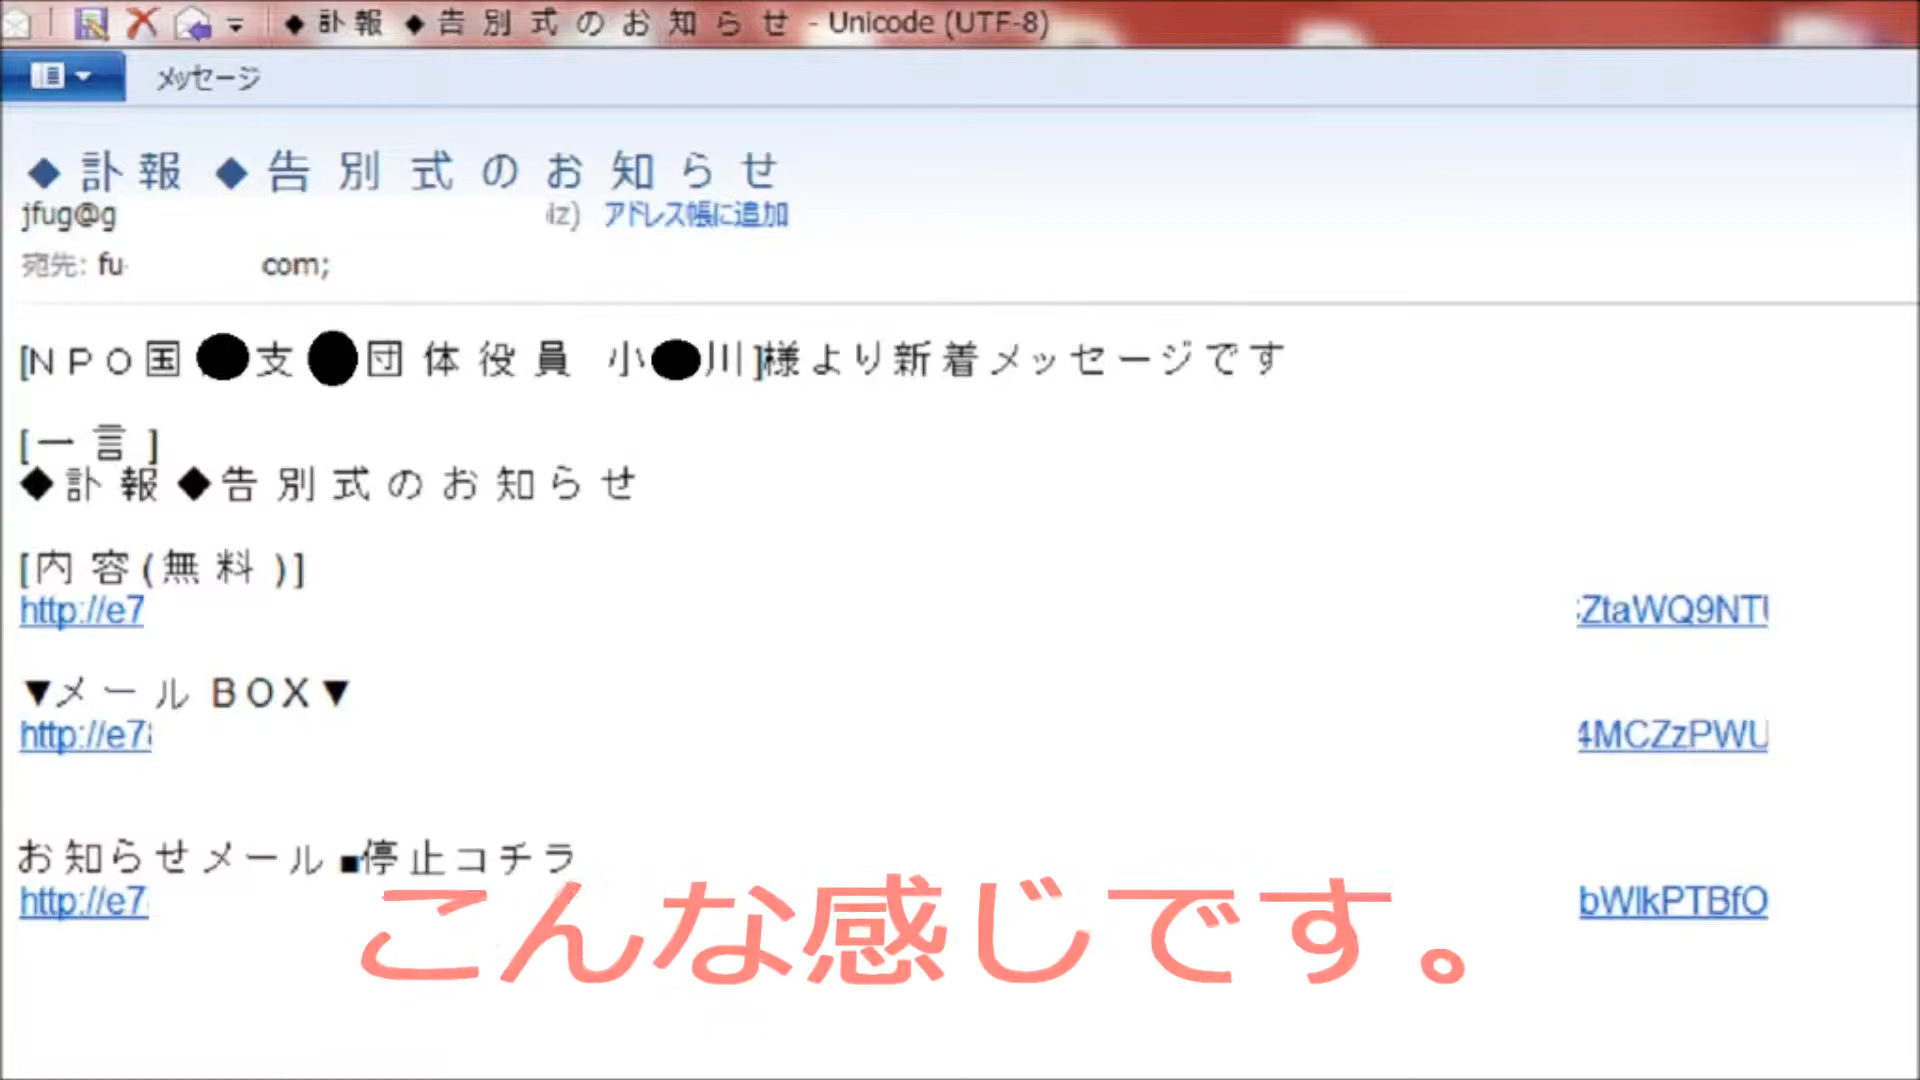 ◆訃報◆告別式のお知らせ - Unicode (UTF-8)
メッセージ
◆訃報◆告別式のお知らせ
jfug@g iz) アドレス帳に追加
宛先: fu com;
[NPO国●支●団体役員 小●川]様より新着メッセージです
[一言]
◆訃報◆告別式のお知らせ
[内容(無料)]
http://e7 ZtaWQ9NTU
▼メールBOX▼
http://e78 4MCZzPWU
お知らせメール■停止コチラ
http://e7 bWlkPTBfO
こんな感じです。